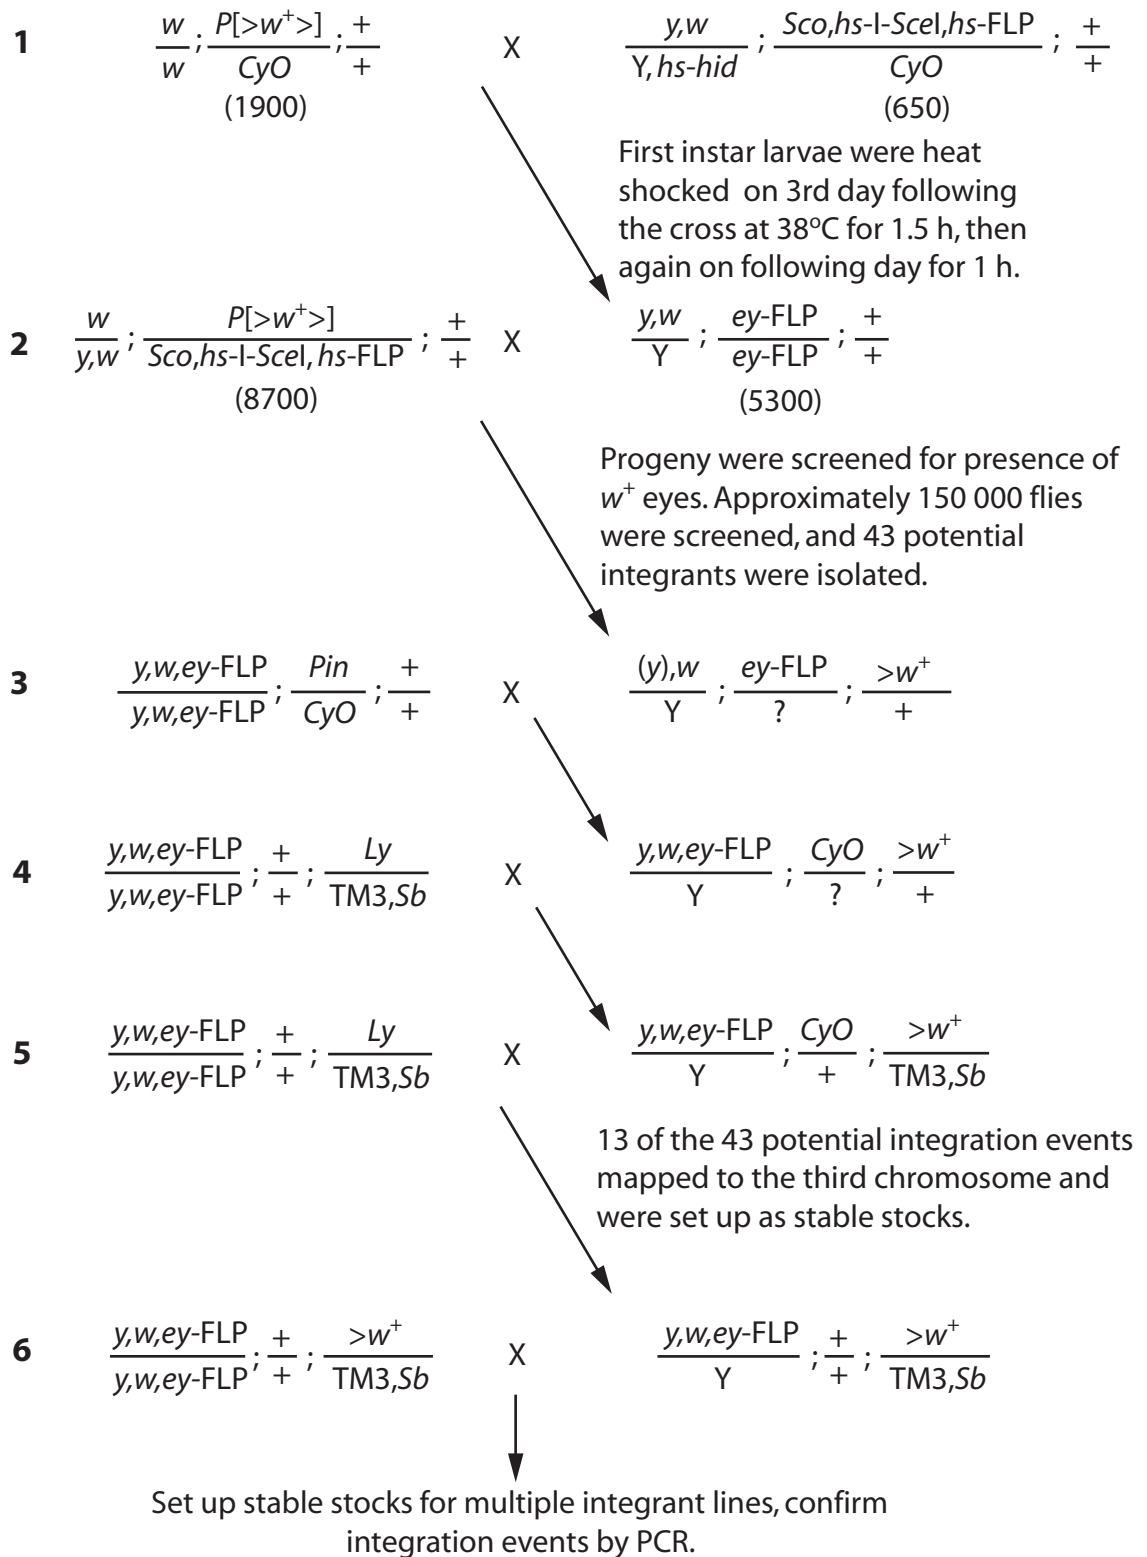 1
w/w ; P[>w+>]/CyO ; +/+ X y,w/Y, hs-hid ; Sco,hs-I-SceI,hs-FLP/CyO ; +/+
(1900) (650)
First instar larvae were heat
shocked on 3rd day following
the cross at 38ºC for 1.5 h, then
again on following day for 1 h.
2
w/y,w ; P[>w+>]/Sco,hs-I-SceI, hs-FLP ; +/+ X y,w/Y ; ey-FLP/ey-FLP ; +/+
(8700) (5300)
Progeny were screened for presence of
w+ eyes. Approximately 150 000 flies
were screened, and 43 potential
integrants were isolated.
3
y,w,ey-FLP/y,w,ey-FLP ; Pin/CyO ; +/+ X (y),w/Y ; ey-FLP/? ; >w+/+
4
y,w,ey-FLP/y,w,ey-FLP ; +/+ ; Ly/TM3,Sb X y,w,ey-FLP/Y ; CyO/? ; >w+/+
5
y,w,ey-FLP/y,w,ey-FLP ; +/+ ; Ly/TM3,Sb X y,w,ey-FLP/Y ; CyO/+ ; >w+/TM3,Sb
13 of the 43 potential integration events
mapped to the third chromosome and
were set up as stable stocks.
6
y,w,ey-FLP/y,w,ey-FLP ; +/+ ; >w+/TM3,Sb X y,w,ey-FLP/Y ; +/+ ; >w+/TM3,Sb
Set up stable stocks for multiple integrant lines, confirm
integration events by PCR.